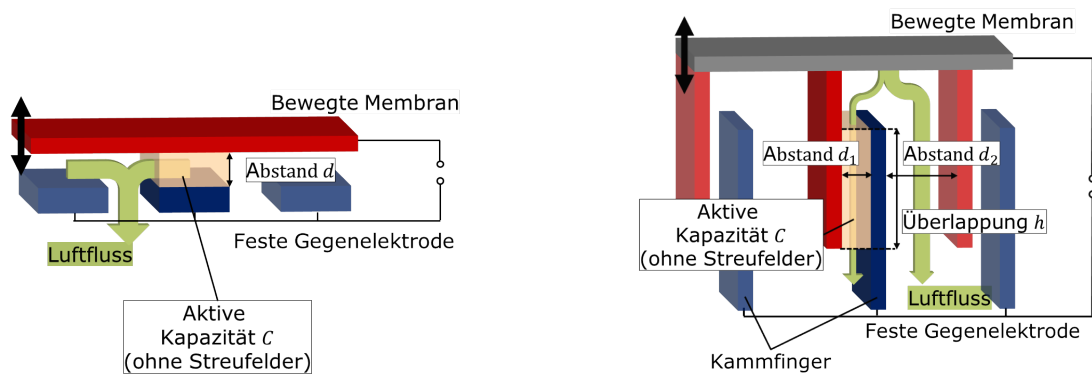 Bewegte Membran
Abstand d
Feste Gegenelektrode
Luftfluss
Aktive
Kapazität C
(ohne Streufelder)
Bewegte Membran
Abstand d₁
Abstand d₂
Aktive
Kapazität C
(ohne Streufelder)
Überlappung h
Luftfluss
Feste Gegenelektrode
Kammfinger